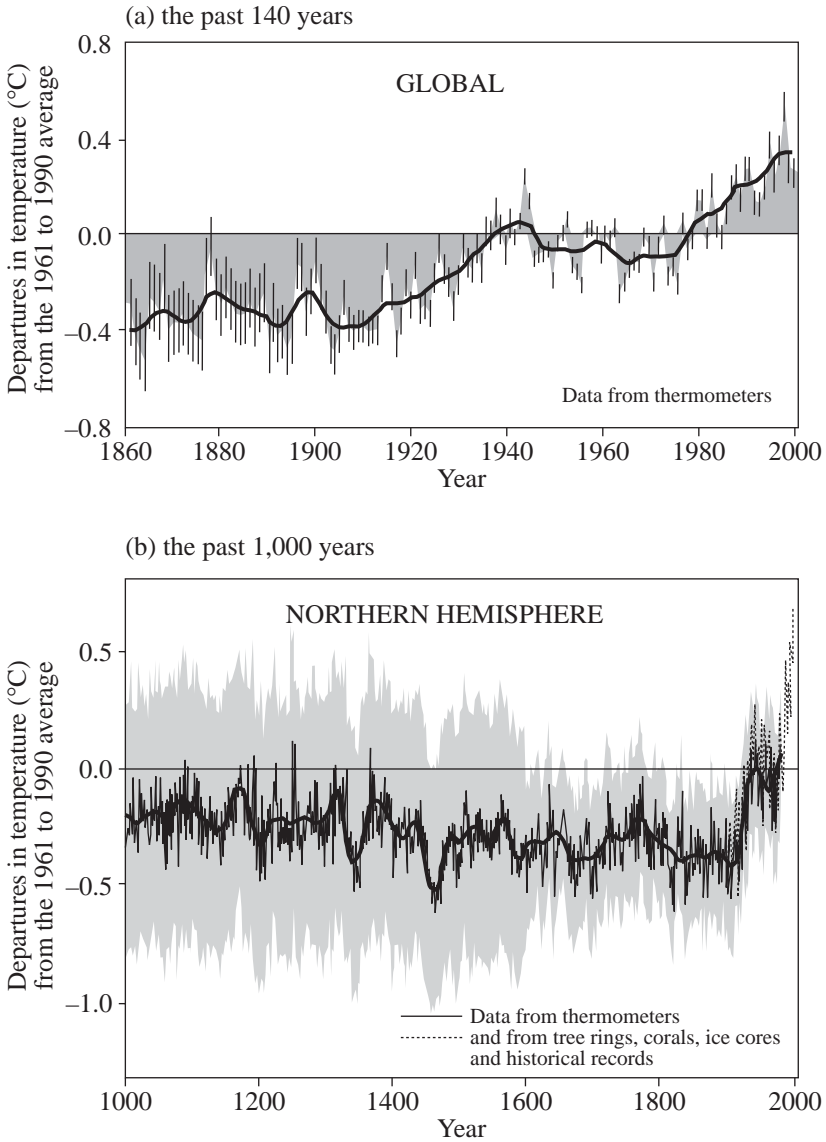 (a) the past 140 years
Departures in temperature (°C)
from the 1961 to 1990 average
0.8
0.4
0.0
–0.4
–0.8
GLOBAL
Data from thermometers
1860 1880 1900 1920 1940 1960 1980 2000
Year
(b) the past 1,000 years
Departures in temperature (°C)
from the 1961 to 1990 average
0.5
0.0
–0.5
–1.0
NORTHERN HEMISPHERE
Data from thermometers
and from tree rings, corals, ice cores
and historical records
1000 1200 1400 1600 1800 2000
Year